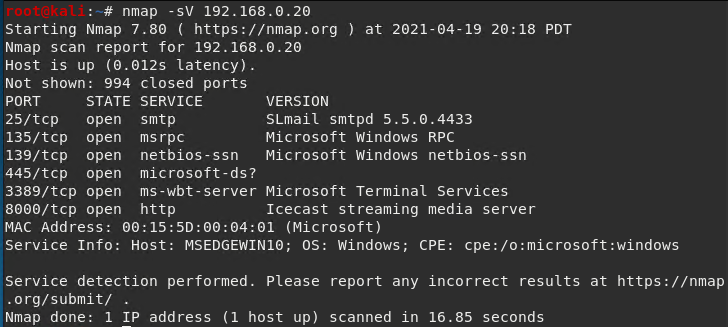 root@kali:~# nmap -sV 192.168.0.20
Starting Nmap 7.80 ( https://nmap.org ) at 2021-04-19 20:18 PDT
Nmap scan report for 192.168.0.20
Host is up (0.012s latency).
Not shown: 994 closed ports
PORT     STATE SERVICE       VERSION
25/tcp   open  smtp          SLmail smtpd 5.5.0.4433
135/tcp  open  msrpc         Microsoft Windows RPC
139/tcp  open  netbios-ssn   Microsoft Windows netbios-ssn
445/tcp  open  microsoft-ds?
3389/tcp open  ms-wbt-server Microsoft Terminal Services
8000/tcp open  http          Icecast streaming media server
MAC Address: 00:15:5D:00:04:01 (Microsoft)
Service Info: Host: MSEDGEWIN10; OS: Windows; CPE: cpe:/o:microsoft:windows

Service detection performed. Please report any incorrect results at https://nmap
.org/submit/ .
Nmap done: 1 IP address (1 host up) scanned in 16.85 seconds